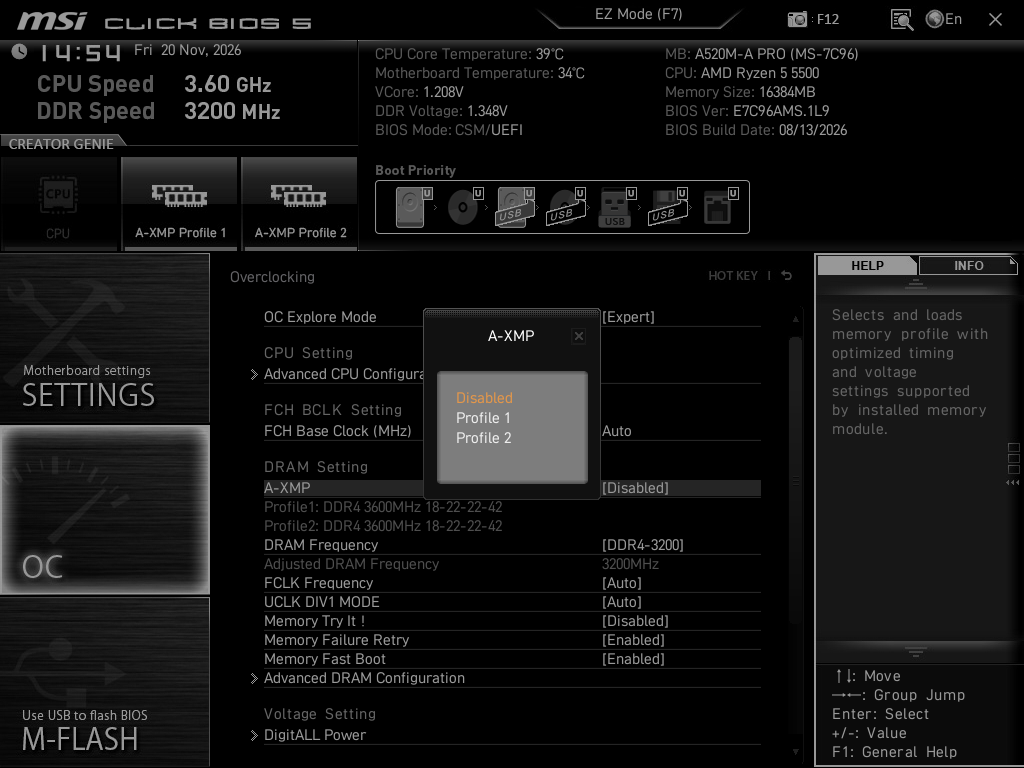 msi CLICK BIOS 5
EZ Mode (F7)
: F12
En
14:54 Fri 20 Nov, 2026
CPU Speed 3.60 GHz
DDR Speed 3200 MHz
CREATOR GENIE
CPU
CPU
A-XMP Profile 1
A-XMP Profile 2
CPU Core Temperature: 39°C
Motherboard Temperature: 34°C
VCore: 1.208V
DDR Voltage: 1.348V
BIOS Mode: CSM/UEFI
MB: A520M-A PRO (MS-7C96)
CPU: AMD Ryzen 5 5500
Memory Size: 16384MB
BIOS Ver: E7C96AMS.1L9
BIOS Build Date: 08/13/2026
Boot Priority
U U U U U U U
USB USB USB USB
Motherboard settings
SETTINGS
OC
Use USB to flash BIOS
M-FLASH
Overclocking
HOT KEY |
OC Explore Mode [Expert]
CPU Setting
Advanced CPU Configura
FCH BCLK Setting
FCH Base Clock (MHz) Auto
DRAM Setting
A-XMP [Disabled]
Profile1: DDR4 3600MHz 18-22-22-42
Profile2: DDR4 3600MHz 18-22-22-42
DRAM Frequency [DDR4-3200]
Adjusted DRAM Frequency 3200MHz
FCLK Frequency [Auto]
UCLK DIV1 MODE [Auto]
Memory Try It ! [Disabled]
Memory Failure Retry [Enabled]
Memory Fast Boot [Enabled]
Advanced DRAM Configuration
Voltage Setting
DigitALL Power
A-XMP
Disabled
Profile 1
Profile 2
HELP
INFO
Selects and loads
memory profile with
optimized timing
and voltage
settings supported
by installed memory
module.
↑↓: Move
→←: Group Jump
Enter: Select
+/-: Value
F1: General Help